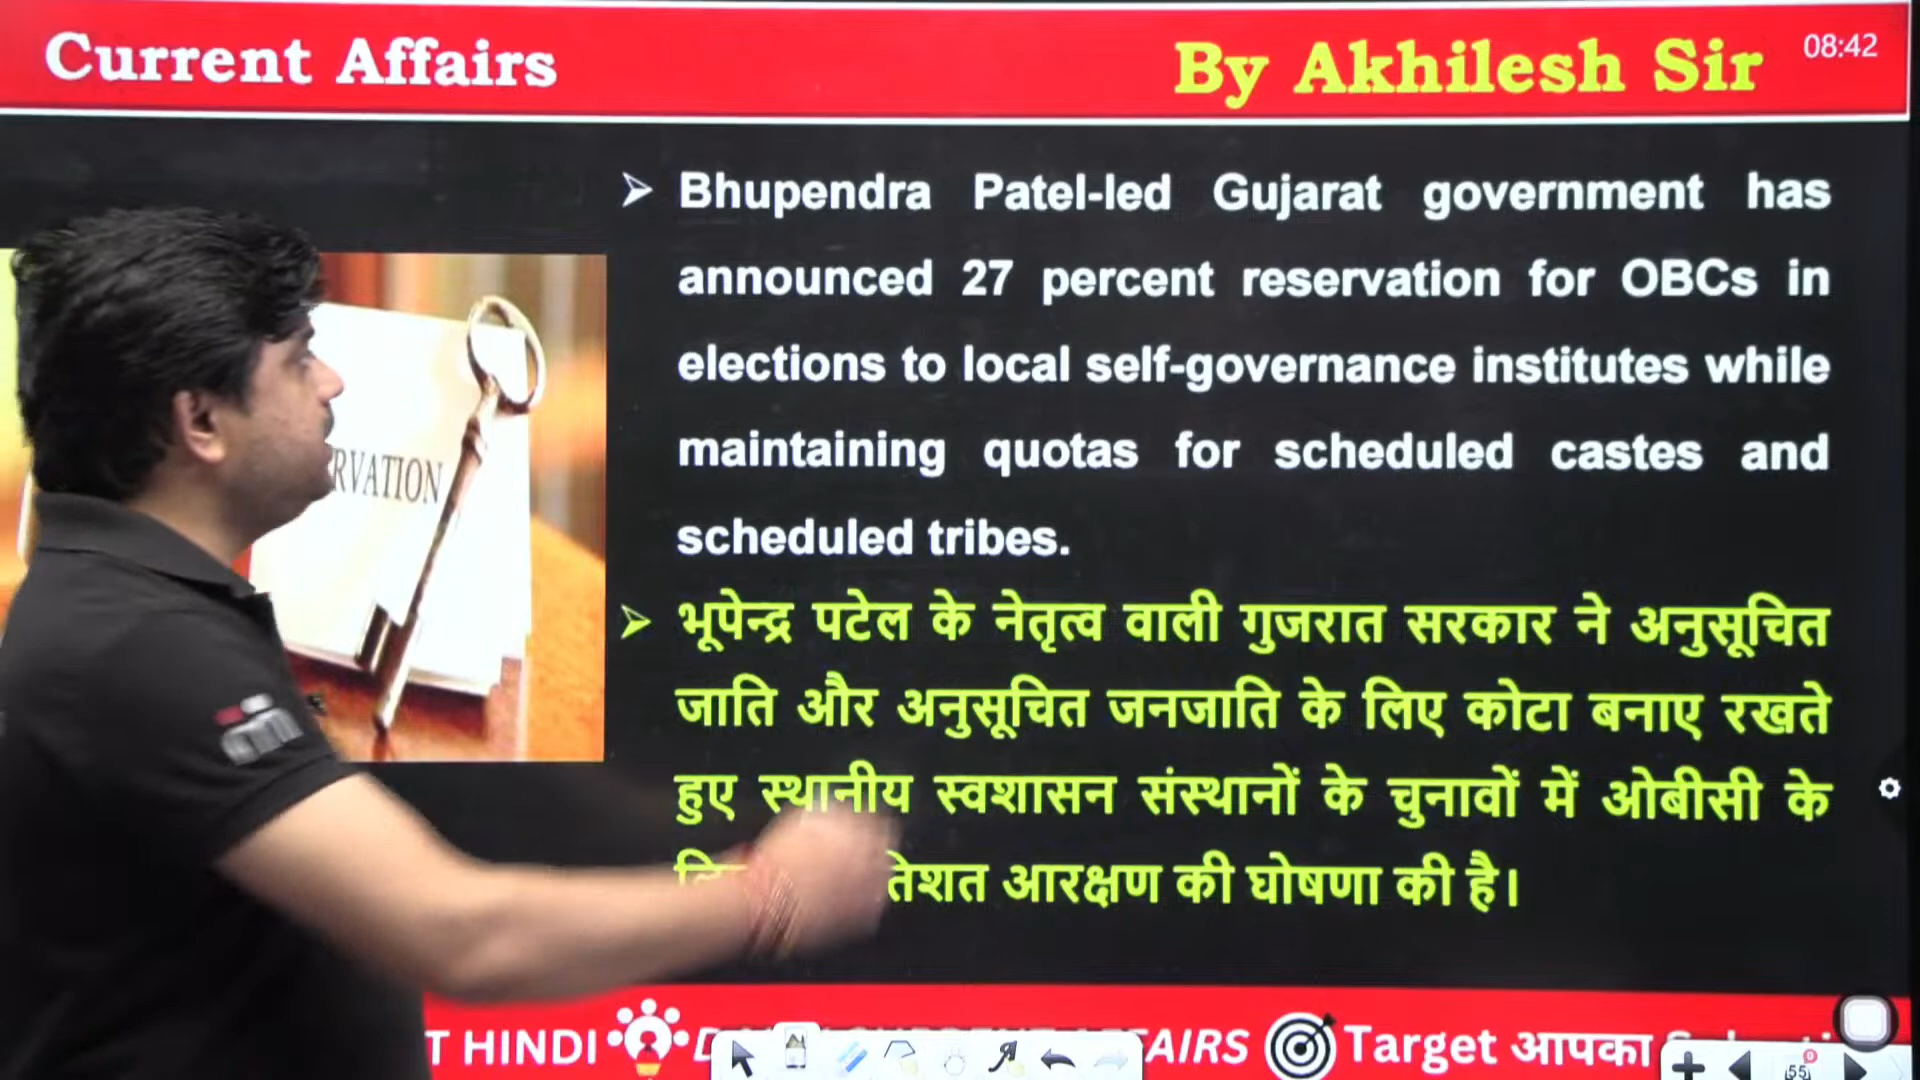 Current Affairs
By Akhilesh Sir
08:42
Bhupendra Patel-led Gujarat government has
announced 27 percent reservation for OBCs in
elections to local self-governance institutes while
maintaining quotas for scheduled castes and
scheduled tribes.
भूपेन्द्र पटेल के नेतृत्व वाली गुजरात सरकार ने अनुसूचित
जाति और अनुसूचित जनजाति के लिए कोटा बनाए रखते
हुए स्थानीय स्वशासन संस्थानों के चुनावों में ओबीसी के
तिशत आरक्षण की घोषणा की है।
RVATION
T HINDI
AIRS
Target आपका
55